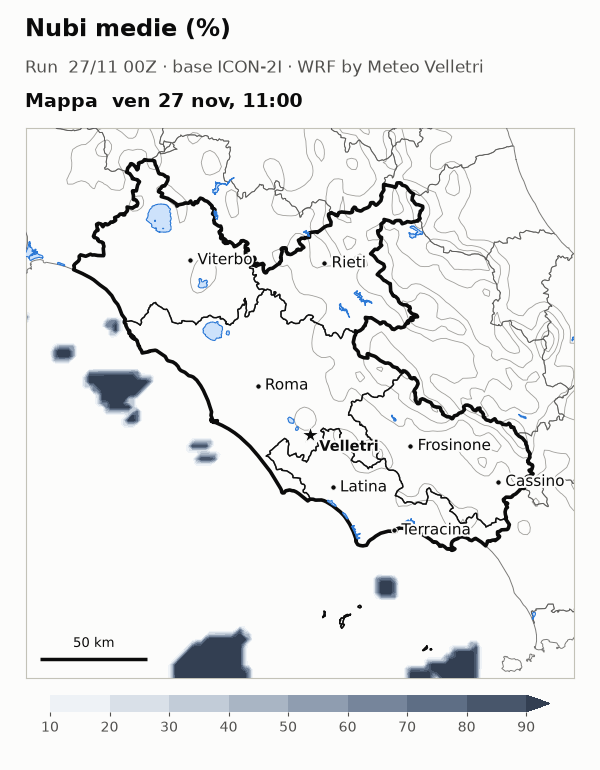 Nubi medie (%)
Run  27/11 00Z · base ICON-2I · WRF by Meteo Velletri
Mappa  ven 27 nov, 11:00
Viterbo
Rieti
Roma
Velletri
Frosinone
Cassino
Latina
Terracina
50 km
10 20 30 40 50 60 70 80 90